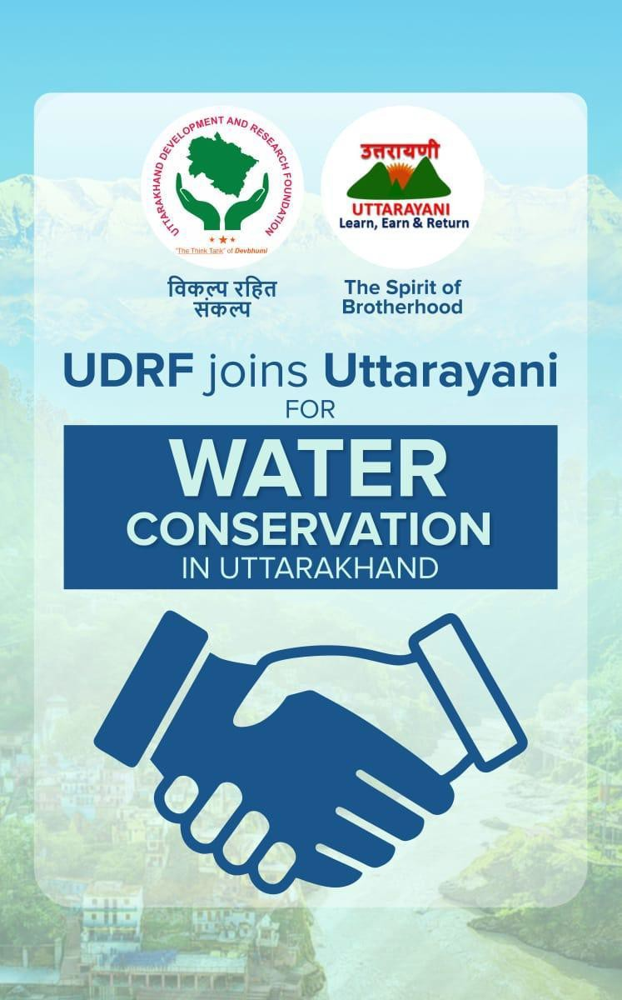 UTTARAKHAND DEVELOPMENT AND RESEARCH FOUNDATION
"The Think Tank" of Devbhumi
विकल्प रहित
संकल्प
उत्तरायणी
UTTARAYANI
Learn, Earn & Return
The Spirit of
Brotherhood
UDRF joins Uttarayani
FOR
WATER
CONSERVATION
IN UTTARAKHAND